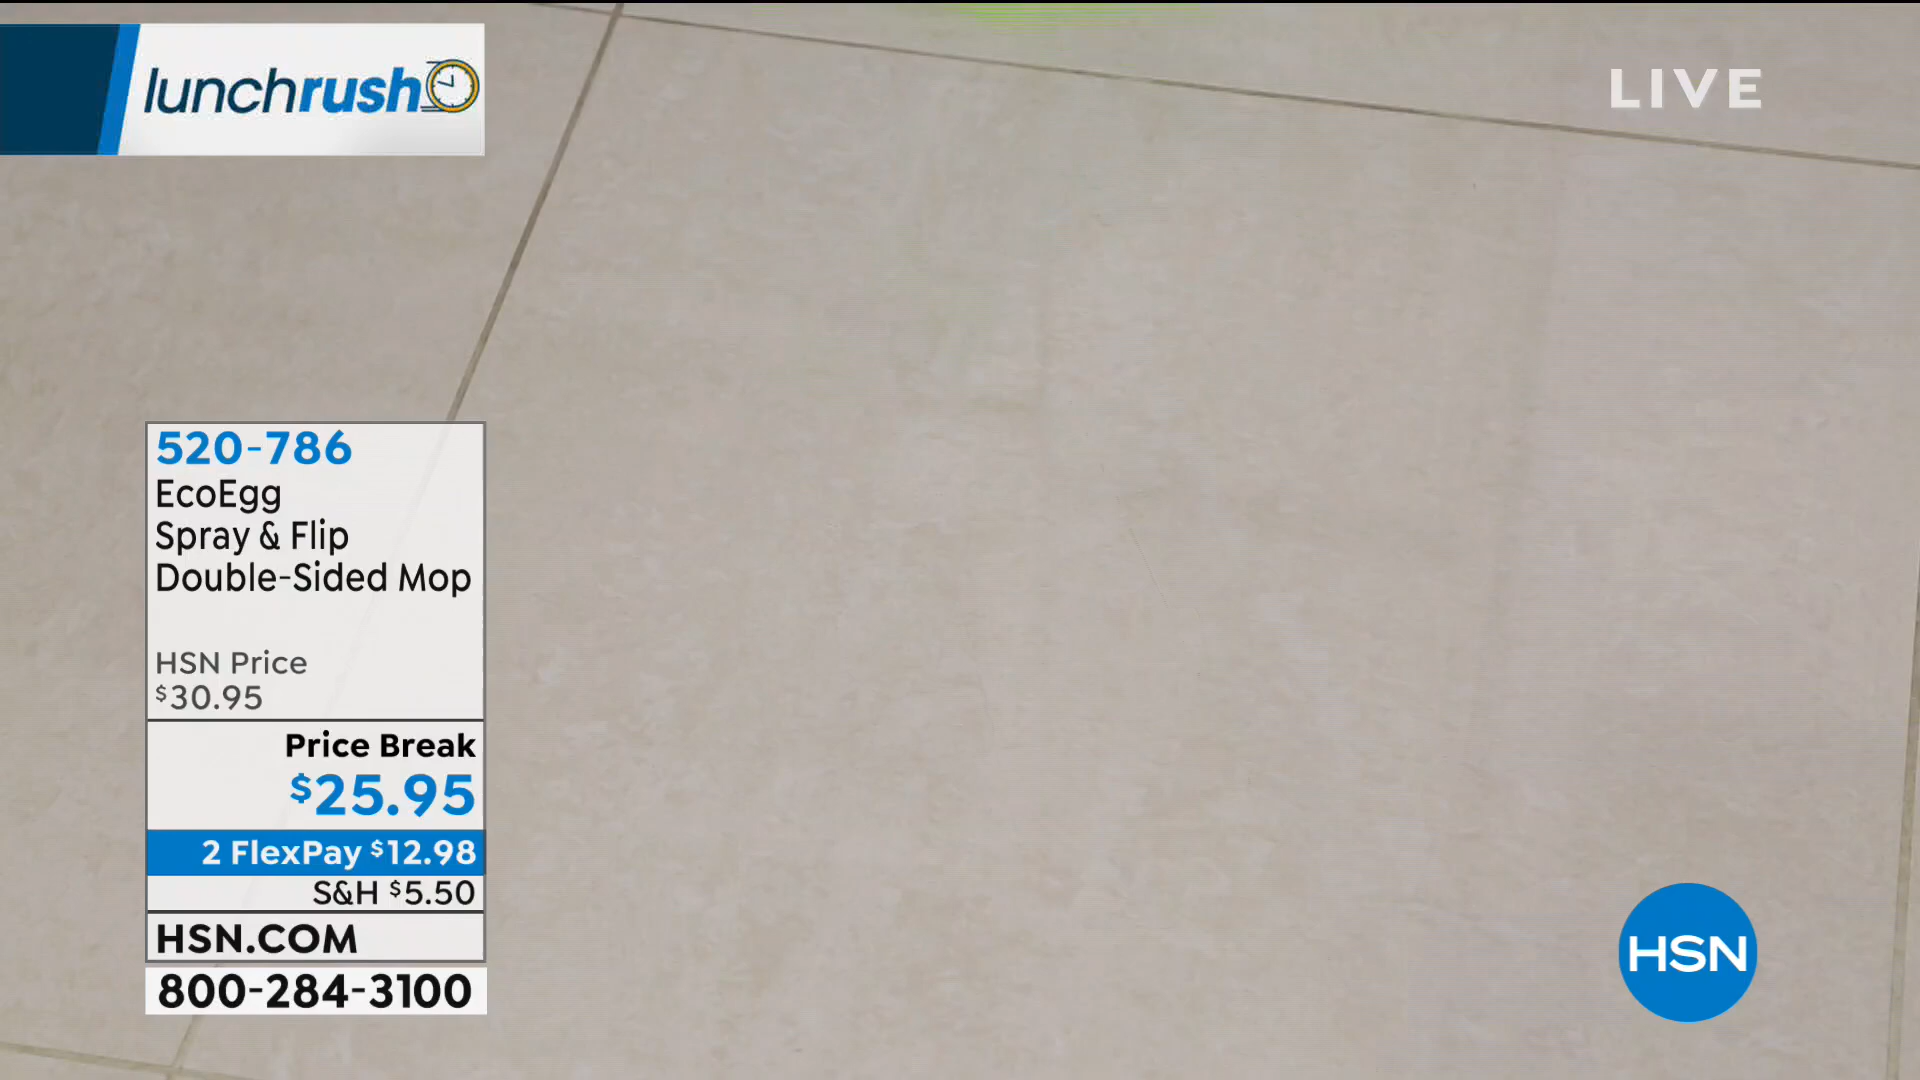 lunchrush
LIVE
520-786
EcoEgg
Spray & Flip
Double-Sided Mop
HSN Price
$30.95
Price Break
$25.95
2 FlexPay $12.98
S&H $5.50
HSN.COM
800-284-3100
HSN